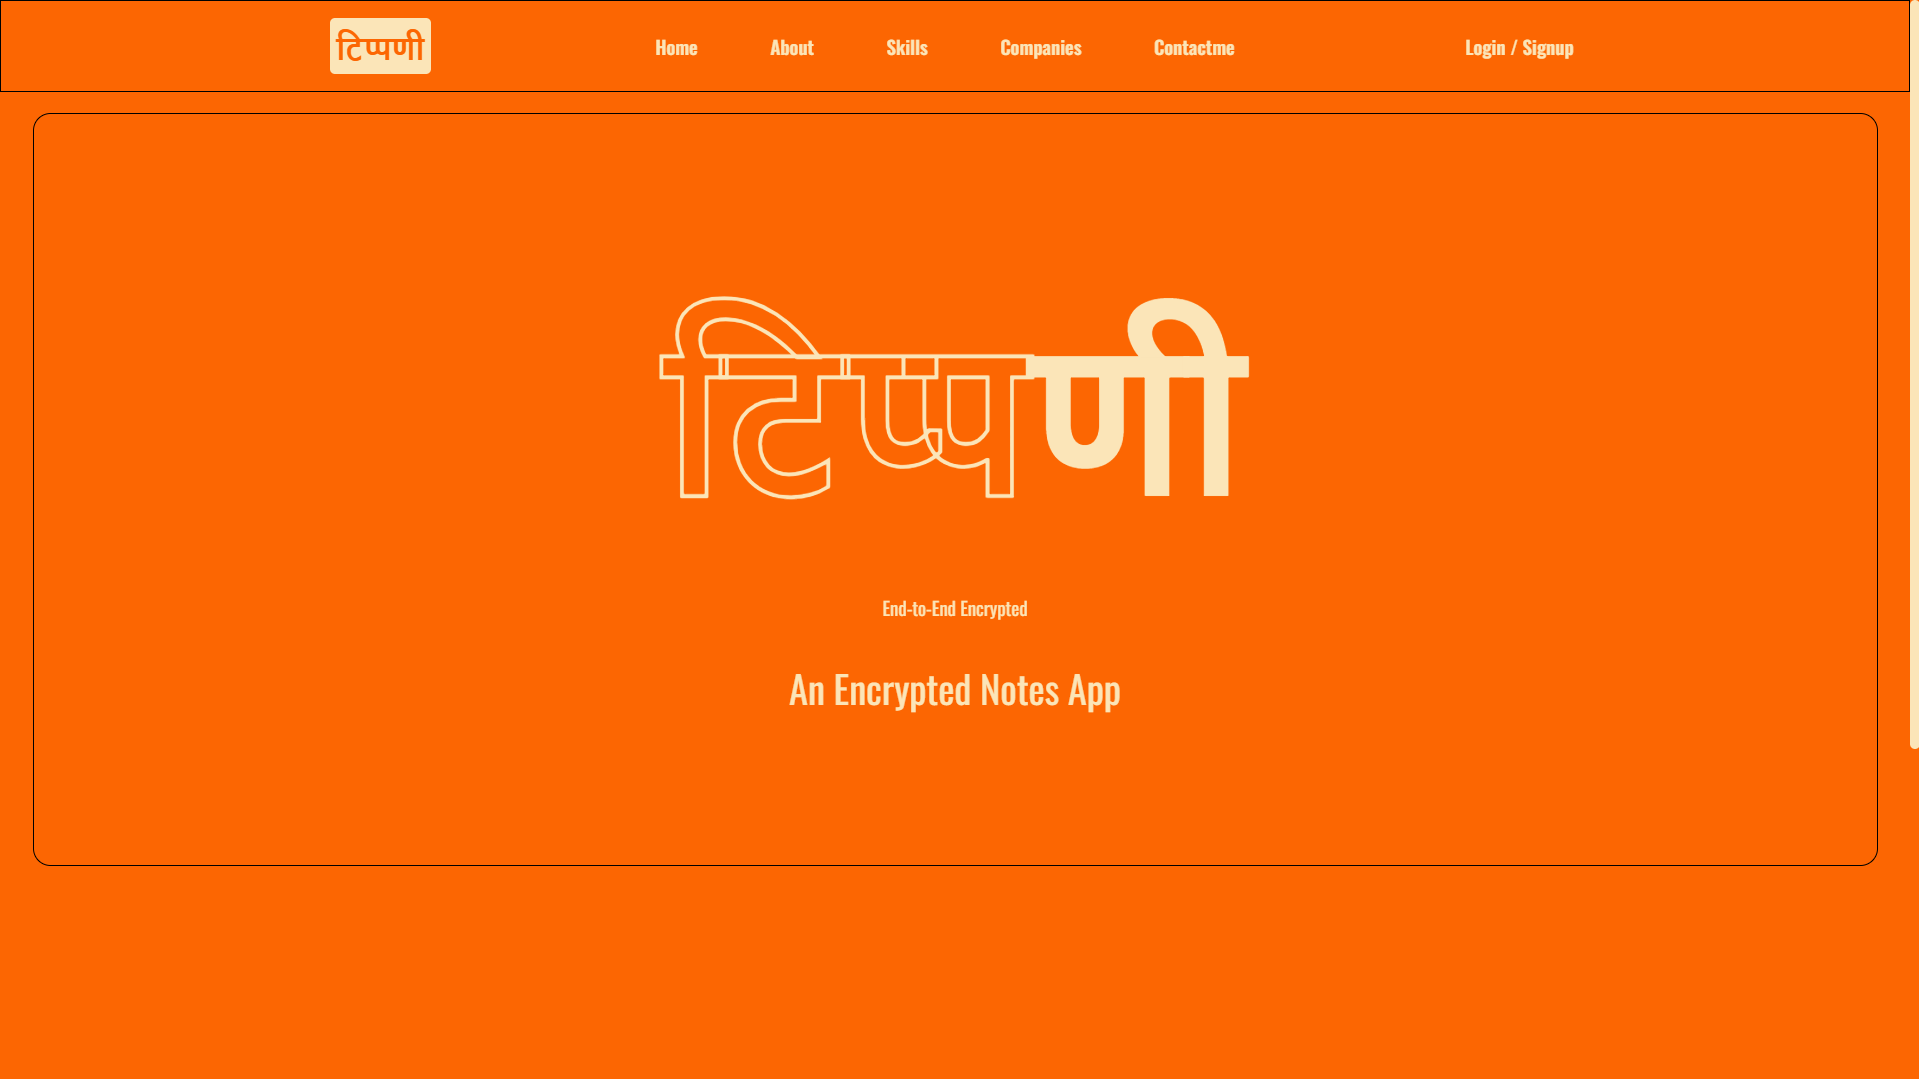 टिप्पणी
Home About Skills Companies Contactme
Login / Signup
टिप्पणी
End-to-End Encrypted
An Encrypted Notes App